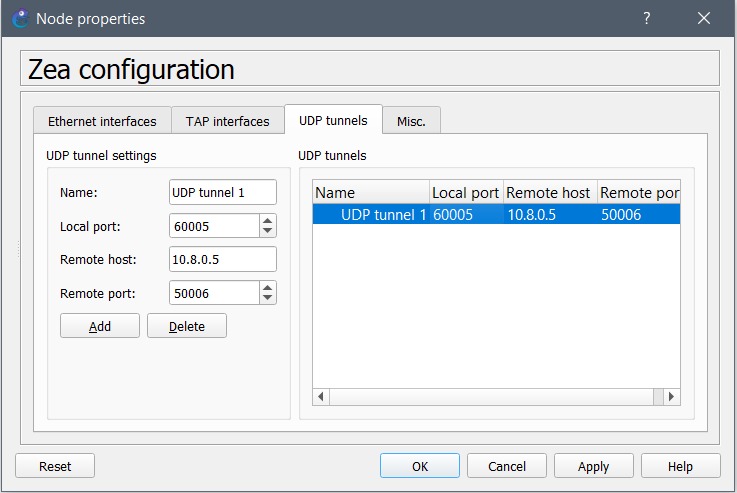 Node properties
?
Zea configuration
Ethernet interfaces TAP interfaces UDP tunnels Misc.
UDP tunnel settings
Name: UDP tunnel 1
Local port: 60005
Remote host: 10.8.0.5
Remote port: 50006
Add Delete
UDP tunnels
Name Local port Remote host Remote por
UDP tunnel 1 60005 10.8.0.5 50006
Reset OK Cancel Apply Help